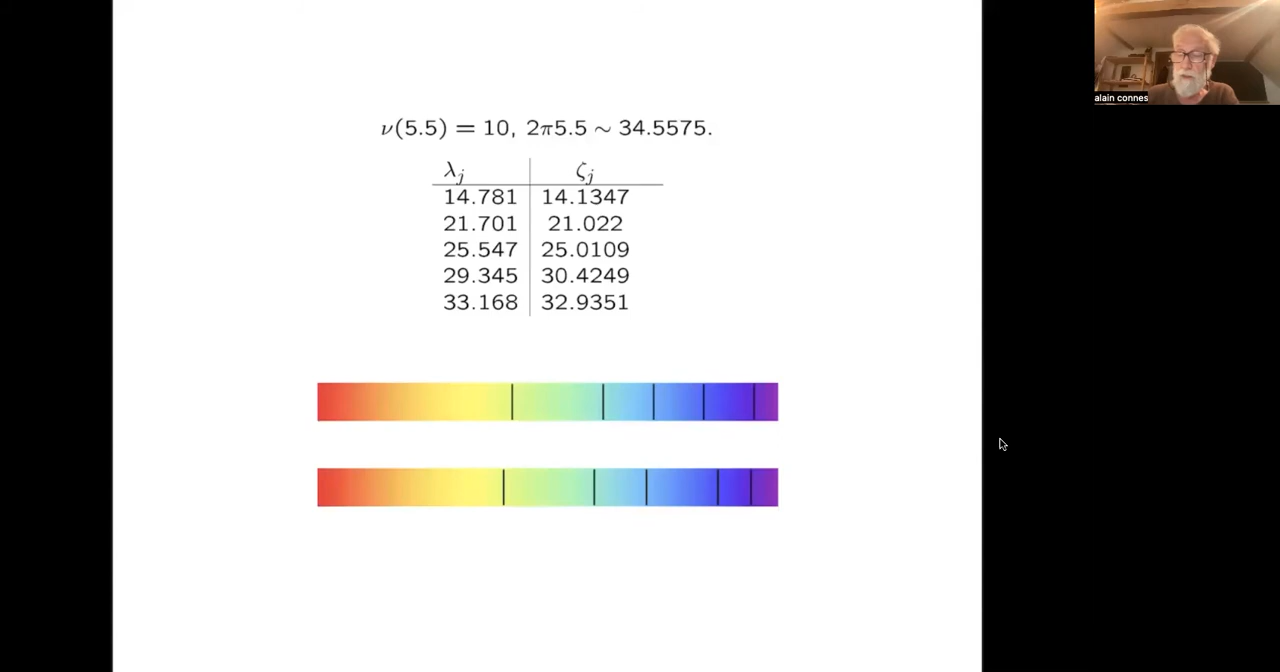 ν(5.5) = 10, 2π5.5 ∼ 34.5575.
λj ζj
14.781 14.1347
21.701 21.022
25.547 25.0109
29.345 30.4249
33.168 32.9351
alain connes